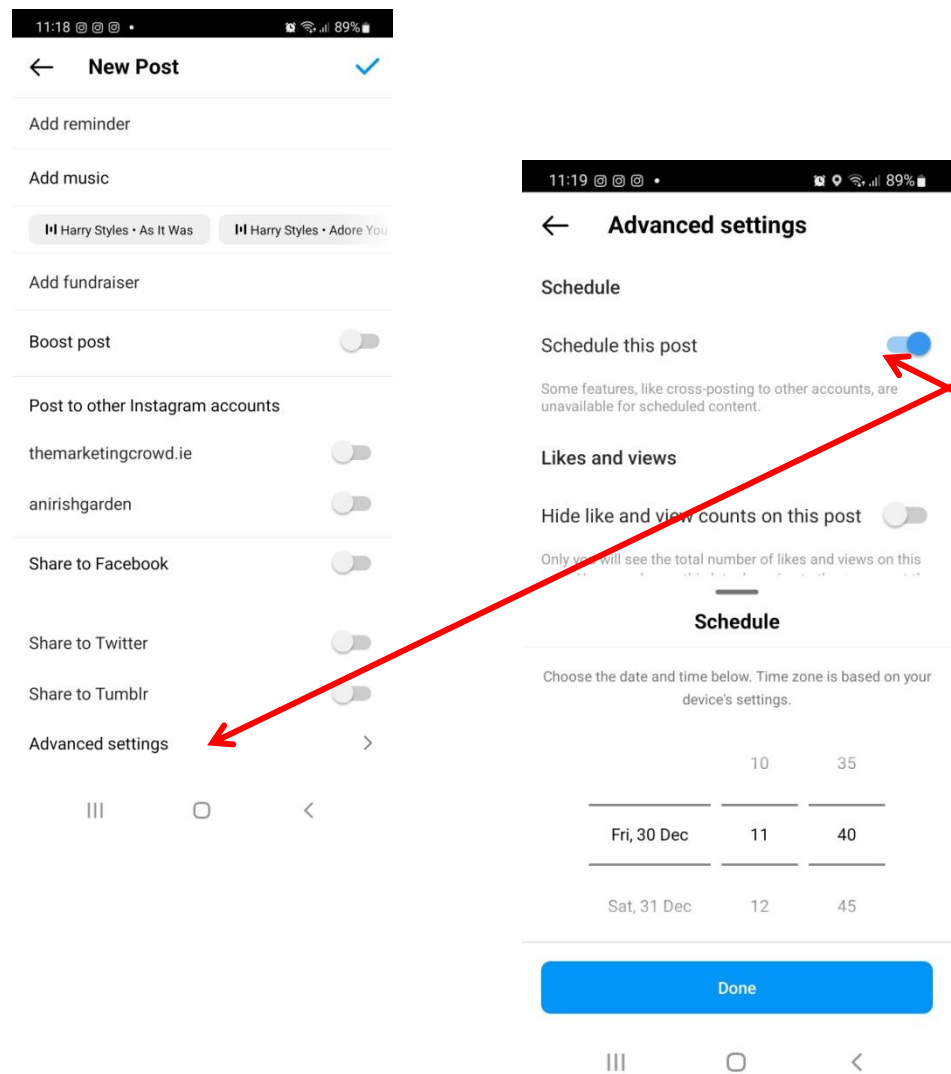 11:18
89%
New Post
Add reminder
Add music
Harry Styles • As It Was
Harry Styles • Adore You
Add fundraiser
Boost post
Post to other Instagram accounts
themarketingcrowd.ie
anirishgarden
Share to Facebook
Share to Twitter
Share to Tumblr
Advanced settings
11:19
89%
Advanced settings
Schedule
Schedule this post
Some features, like cross-posting to other accounts, are
unavailable for scheduled content.
Likes and views
Hide like and view counts on this post
Only you will see the total number of likes and views on this
Schedule
Choose the date and time below. Time zone is based on your
device's settings.
10 35
Fri, 30 Dec 11 40
Sat, 31 Dec 12 45
Done